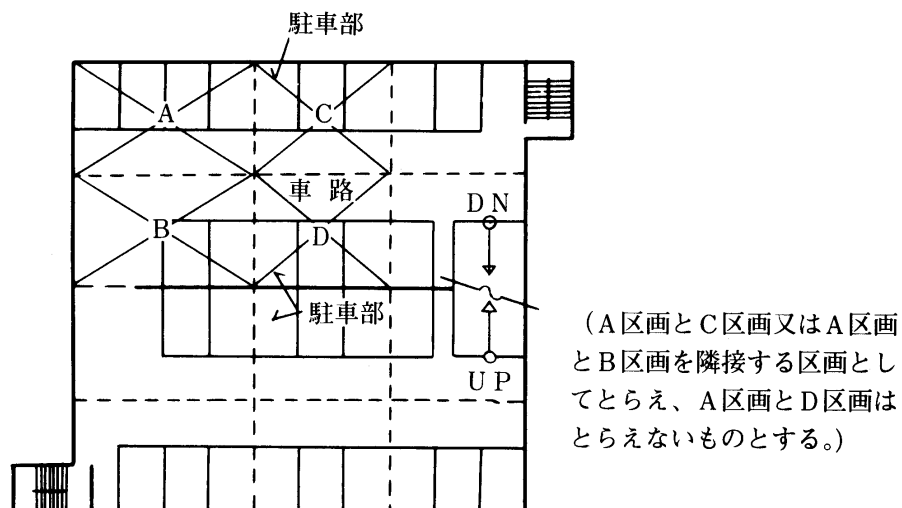 駐車部
A
C
車路
DN
B
D
駐車部
UP
(A区画とC区画又はA区画
とB区画を隣接する区画とし
てとらえ、A区画とD区画は
とらえないものとする。)